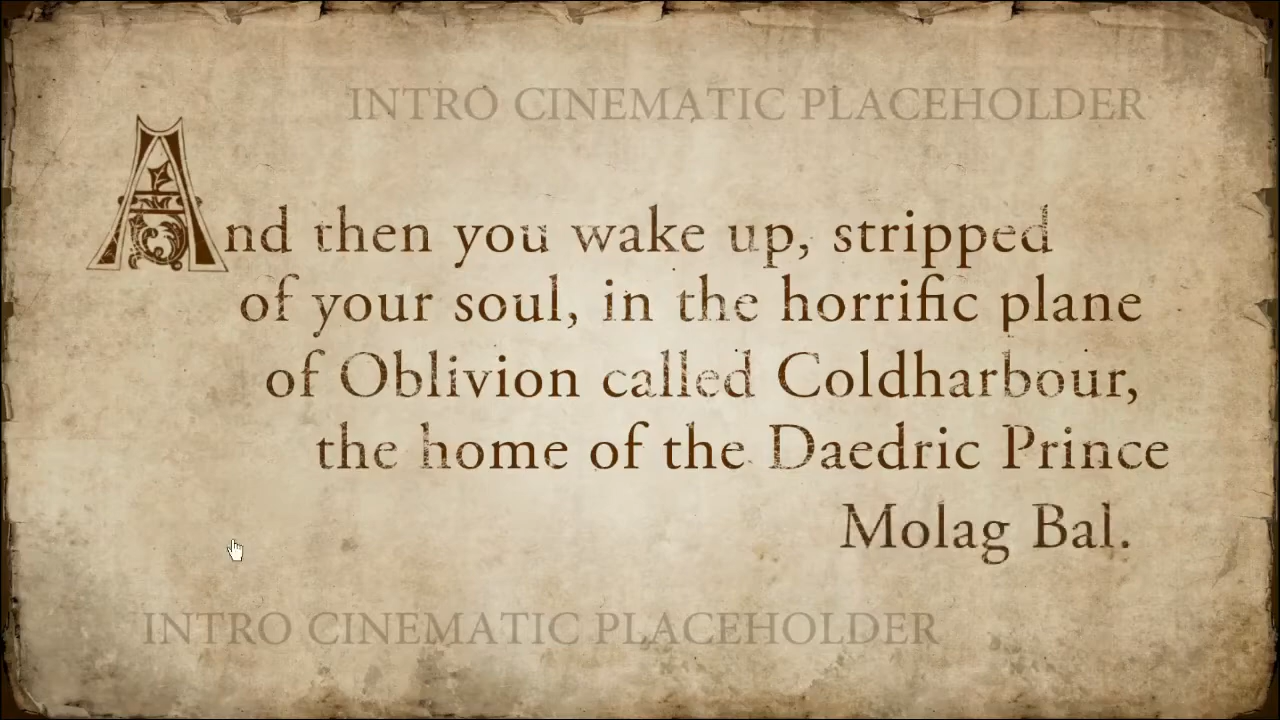 INTRO CINEMATIC PLACEHOLDER
And then you wake up, stripped
of your soul, in the horrific plane
of Oblivion called Coldharbour,
the home of the Daedric Prince
Molag Bal.
INTRO CINEMATIC PLACEHOLDER